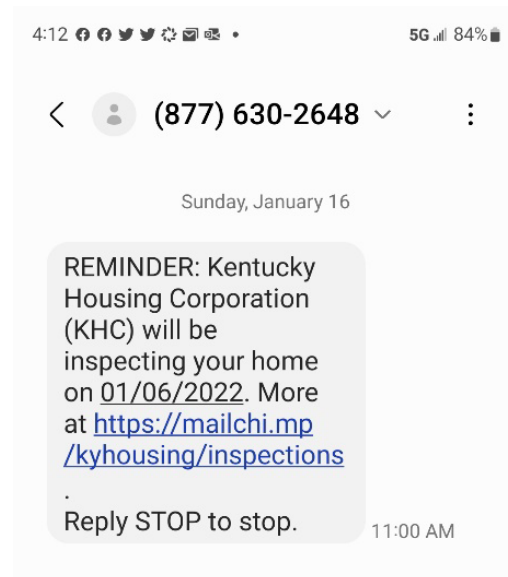 4:12
5G 84%
(877) 630-2648
Sunday, January 16
REMINDER: Kentucky
Housing Corporation
(KHC) will be
inspecting your home
on 01/06/2022. More
at https://mailchi.mp
/kyhousing/inspections
.
Reply STOP to stop.
11:00 AM